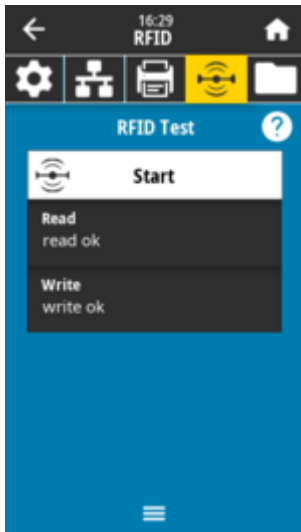 16:29
RFID
RFID Test
?
Start
Read
read ok
Write
write ok